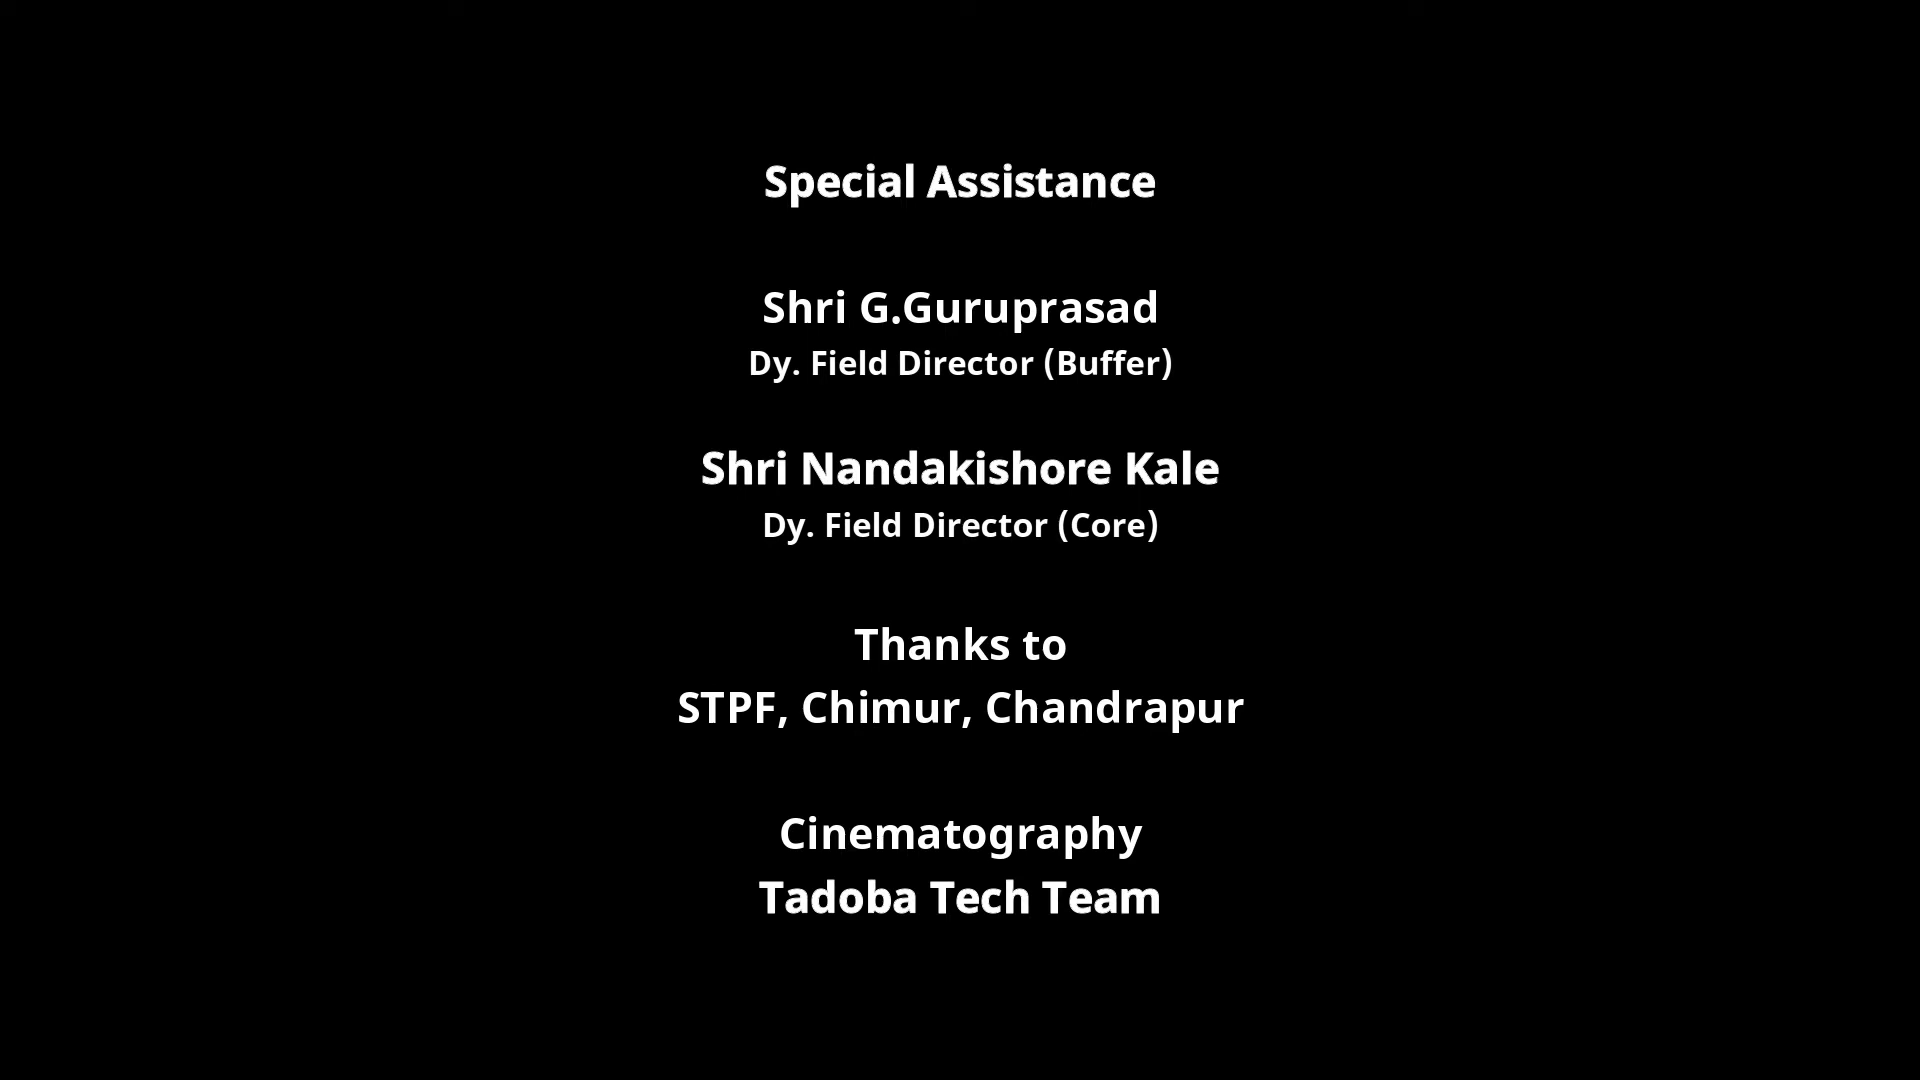 Special Assistance
Shri G.Guruprasad
Dy. Field Director (Buffer)
Shri Nandakishore Kale
Dy. Field Director (Core)
Thanks to
STPF, Chimur, Chandrapur
Cinematography
Tadoba Tech Team